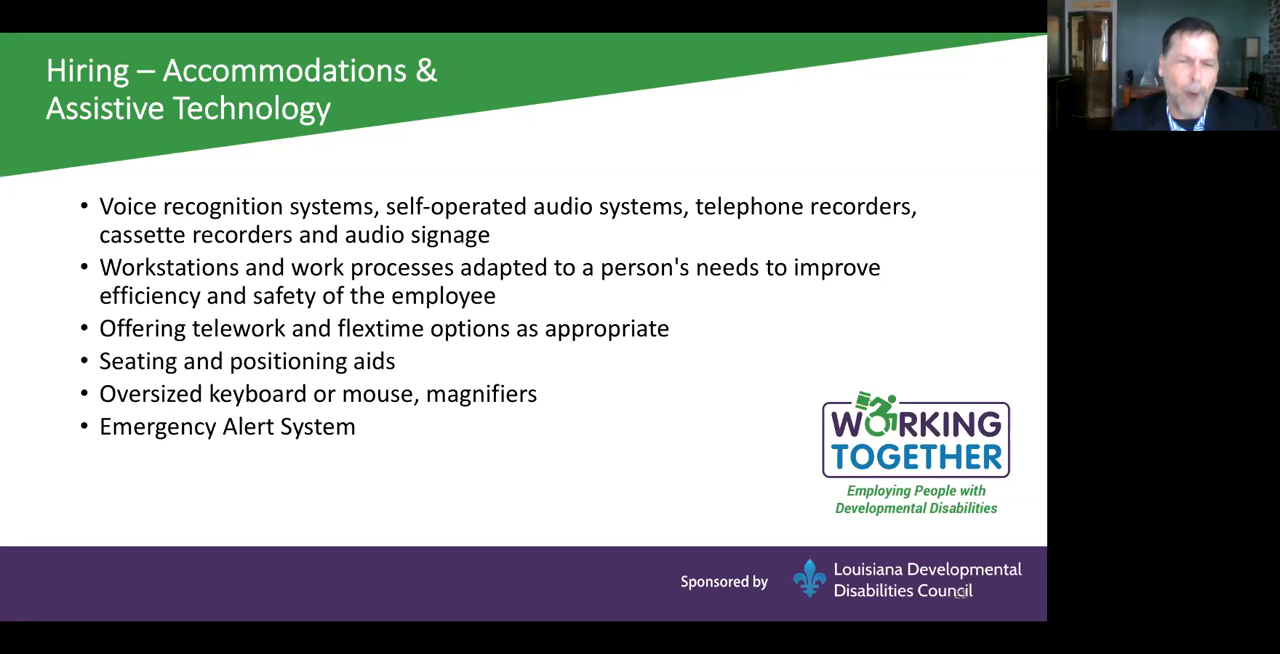 Hiring – Accommodations &
Assistive Technology
• Voice recognition systems, self-operated audio systems, telephone recorders,
cassette recorders and audio signage
• Workstations and work processes adapted to a person's needs to improve
efficiency and safety of the employee
• Offering telework and flextime options as appropriate
• Seating and positioning aids
• Oversized keyboard or mouse, magnifiers
• Emergency Alert System
WORKING
TOGETHER
Employing People with
Developmental Disabilities
Sponsored by
Louisiana Developmental
Disabilities Council